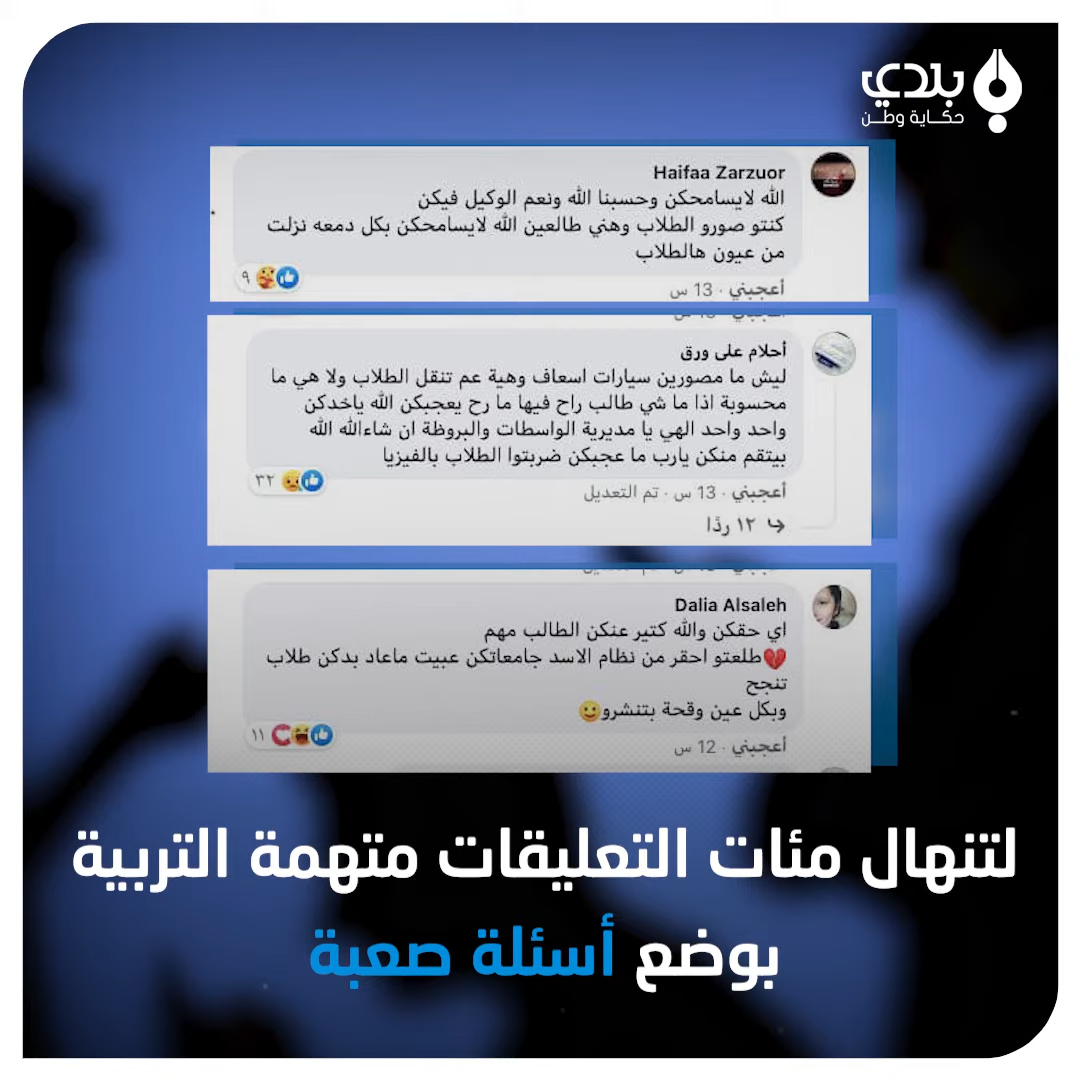 بلدي
حكـــاية وطــن
Haifaa Zarzuor
الله لايسامحكن وحسبنا الله ونعم الوكيل فيكن
كنتو صورو الطلاب وهني طالعين الله لايسامحكن بكل دمعه نزلت
من عيون هالطلاب
٩
أعجبني · 13 س
أحلام على ورق
ليش ما مصورين سيارات اسعاف وهية عم تنقل الطلاب ولا هي ما
محسوبة اذا ما شي طالب راح فيها ما رح يعجبكن الله ياخدكن
واحد واحد الهي يا مديرية الواسطات والبروظة ان شاءالله الله
بيتقم منكن يارب ما عجبكن ضربتوا الطلاب بالفيزيا
٣٢
أعجبني · 13 س · تم التعديل
١٢ ردًا
Dalia Alsaleh
اي حقكن والله كتير عنكن الطالب مهم
💔طلعتو احقر من نظام الاسد جامعاتكن عبيت ماعاد بدكن طلاب
تنجح
وبكل عين وقحة بتنشرو🙂
١١
أعجبني · 12 س
لتنهال مئات التعليقات متهمة التربية
بوضع أسئلة صعبة